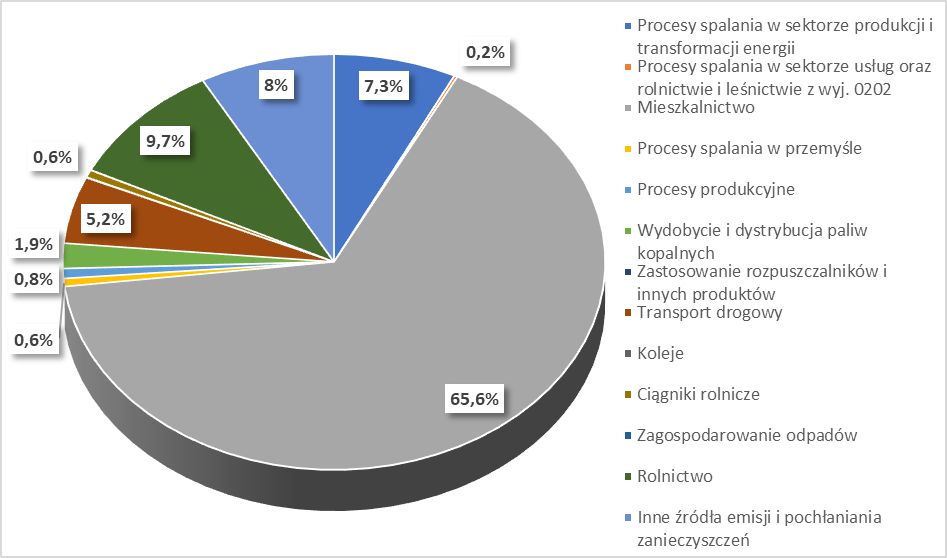 8%
7,3%
0,2%
9,7%
0,6%
5,2%
1,9%
0,8%
0,6%
65,6%
Procesy spalania w sektorze produkcji i
transformacji energii
Procesy spalania w sektorze usług oraz
rolnictwie i leśnictwie z wyj. 0202
Mieszkalnictwo
Procesy spalania w przemyśle
Procesy produkcyjne
Wydobycie i dystrybucja paliw
kopalnych
Zastosowanie rozpuszczalników i
innych produktów
Transport drogowy
Koleje
Ciągniki rolnicze
Zagospodarowanie odpadów
Rolnictwo
Inne źródła emisji i pochłaniania
zanieczyszczeń